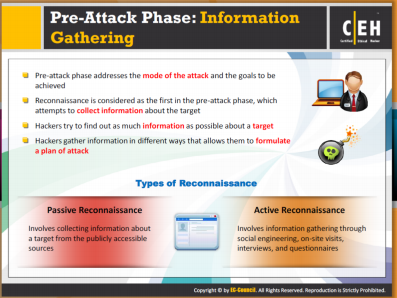 Pre-Attack Phase: Information
Gathering
C|EH
Certified Ethical Hacker
Pre-attack phase addresses the mode of the attack and the goals to be
achieved
Reconnaissance is considered as the first in the pre-attack phase, which
attempts to collect information about the target
Hackers try to find out as much information as possible about a target
Hackers gather information in different ways that allows them to formulate
a plan of attack
Types of Reconnaissance
Passive Reconnaissance
Involves collecting information about
a target from the publicly accessible
sources
Active Reconnaissance
Involves information gathering through
social engineering, on-site visits,
interviews, and questionnaires
Copyright © by EC-Council. All Rights Reserved. Reproduction is Strictly Prohibited.